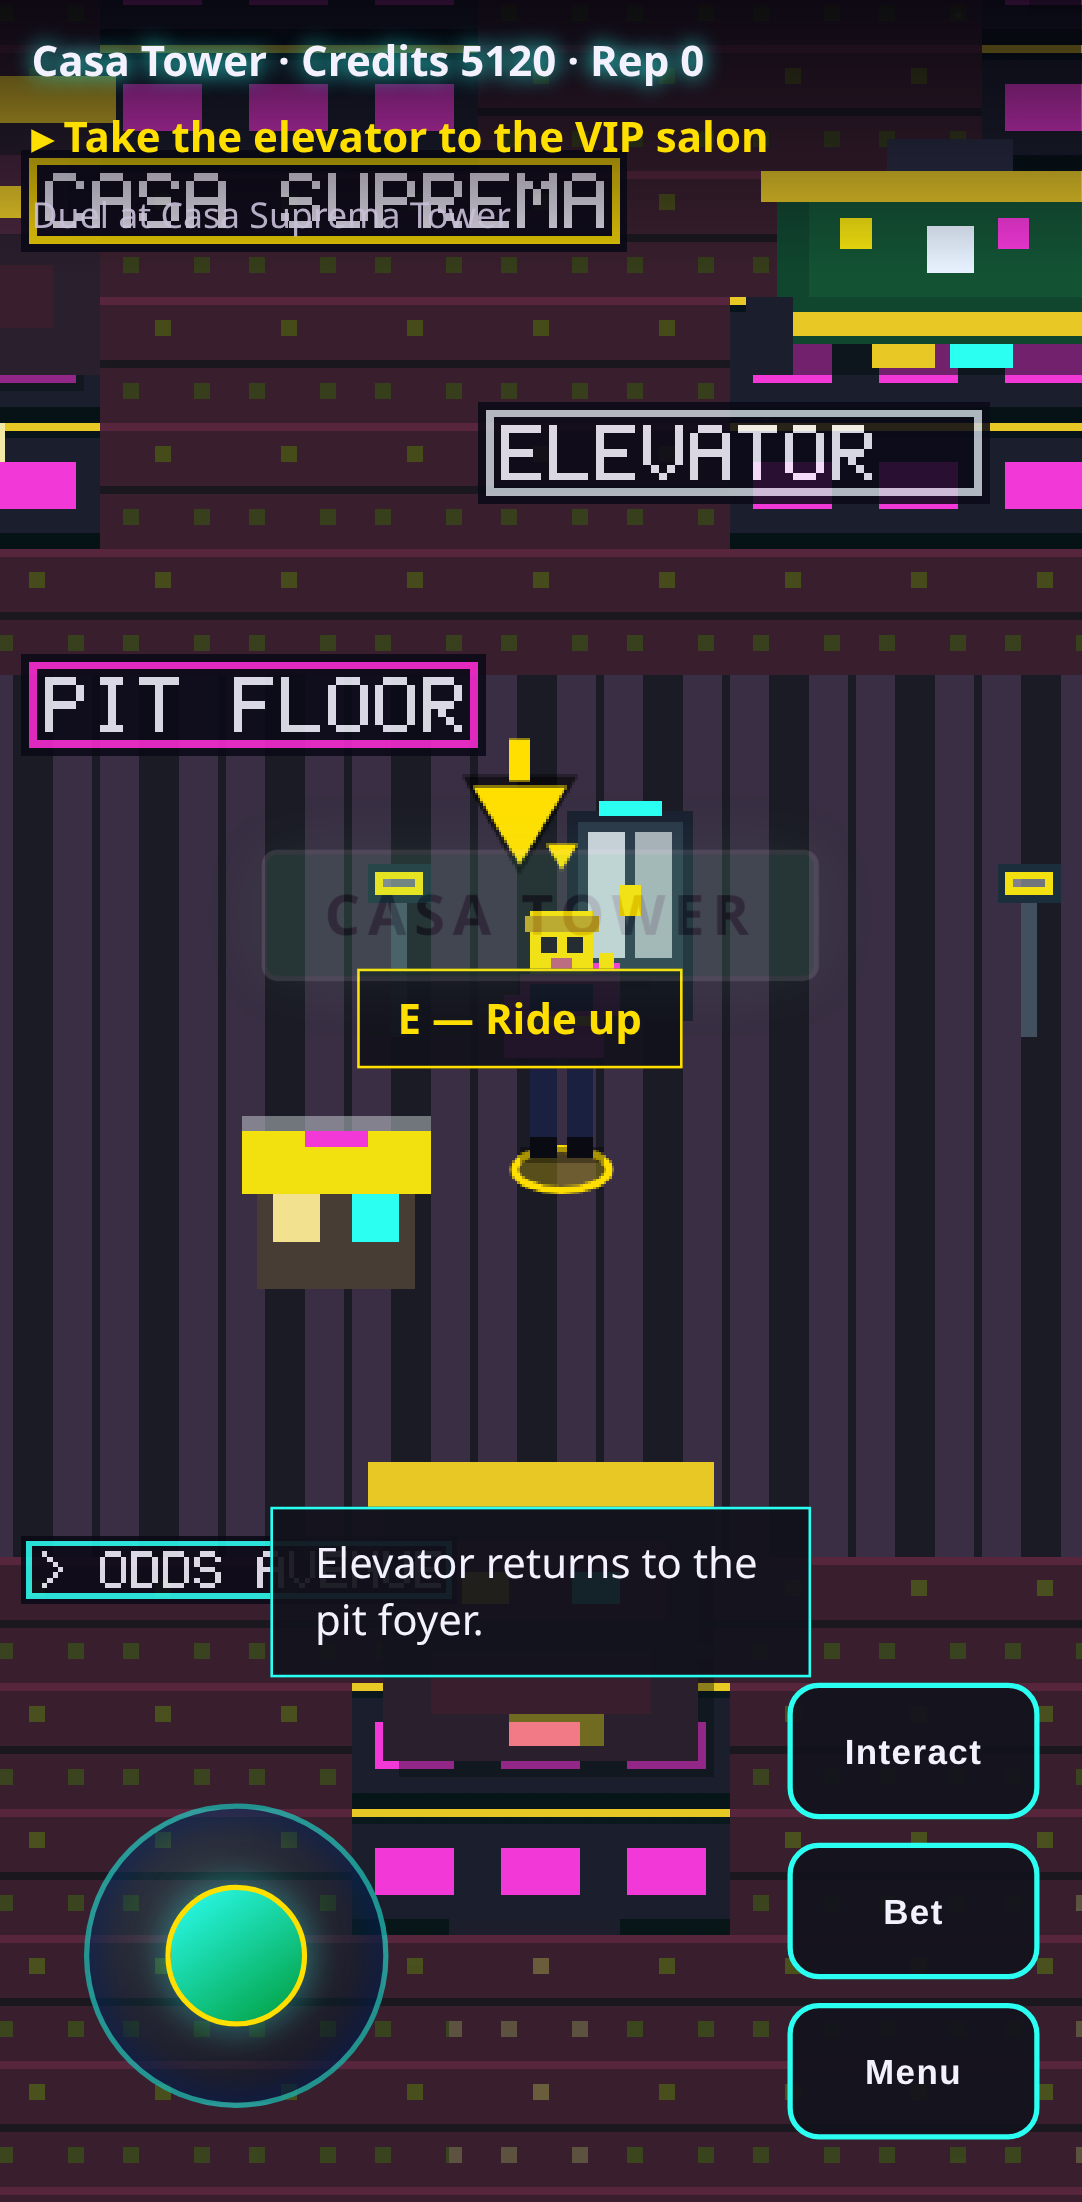 Casa Tower · Credits 5120 · Rep 0
▸ Take the elevator to the VIP salon
CASA SUPREMA
Duel at Casa Suprema Tower
ELEVATOR
PIT FLOOR
CASA TOWER
E — Ride up
> ODDS AVENUE
Elevator returns to the
pit foyer.
Interact
Bet
Menu